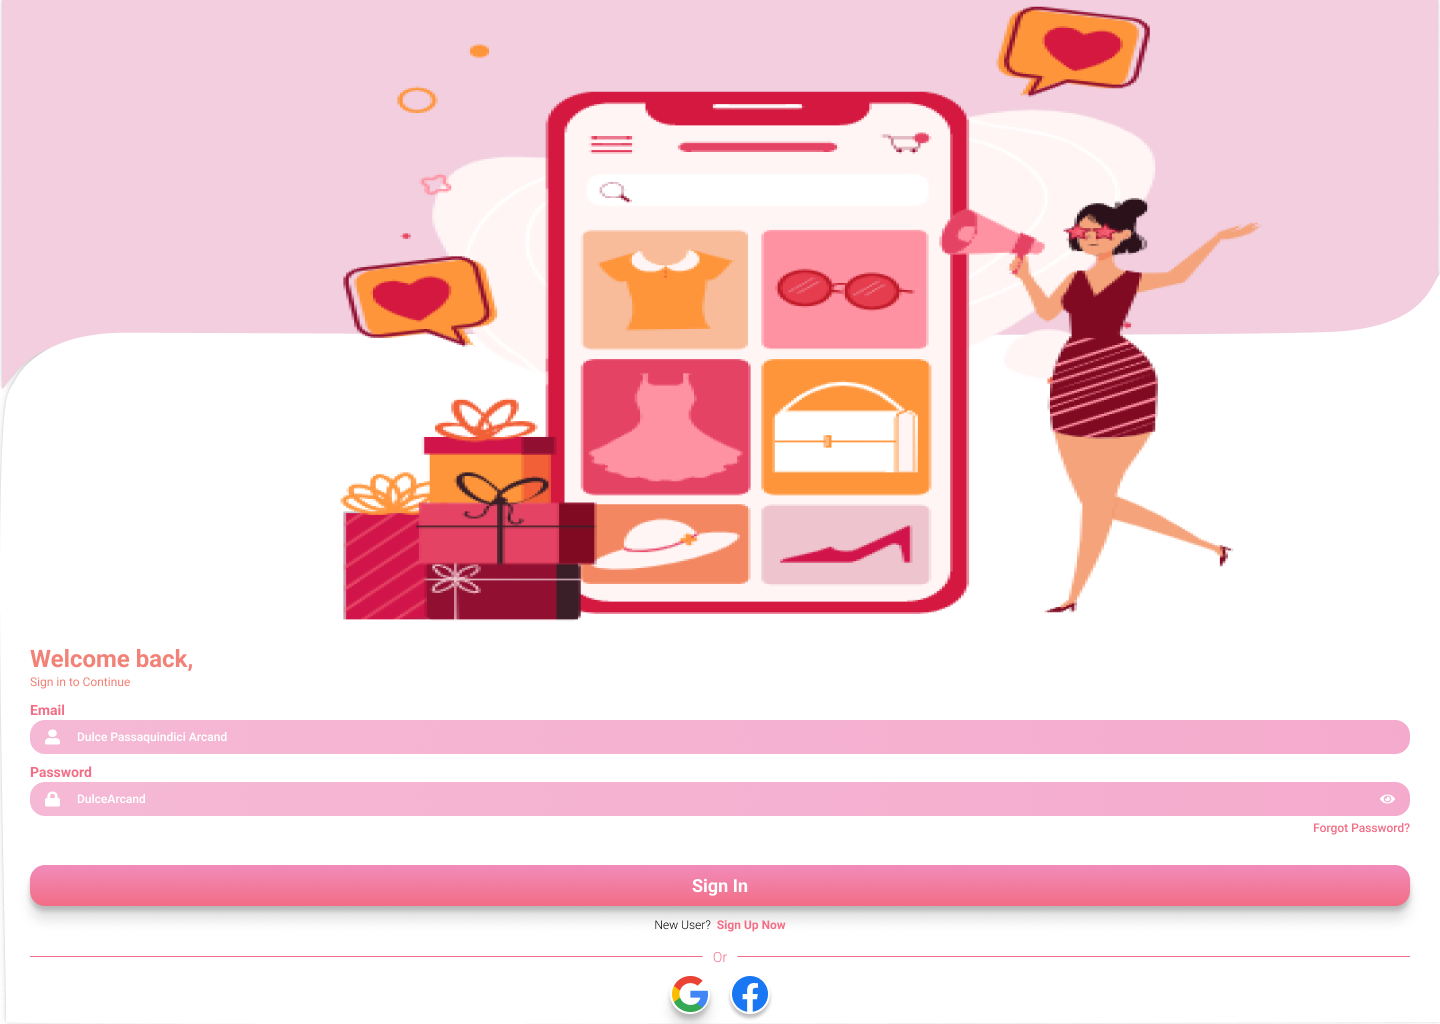 Welcome back,
Sign in to Continue
Email
Dulce Passaquindici Arcand
Password
DulceArcand
Forgot Password?
Sign In
New User? Sign Up Now
Or